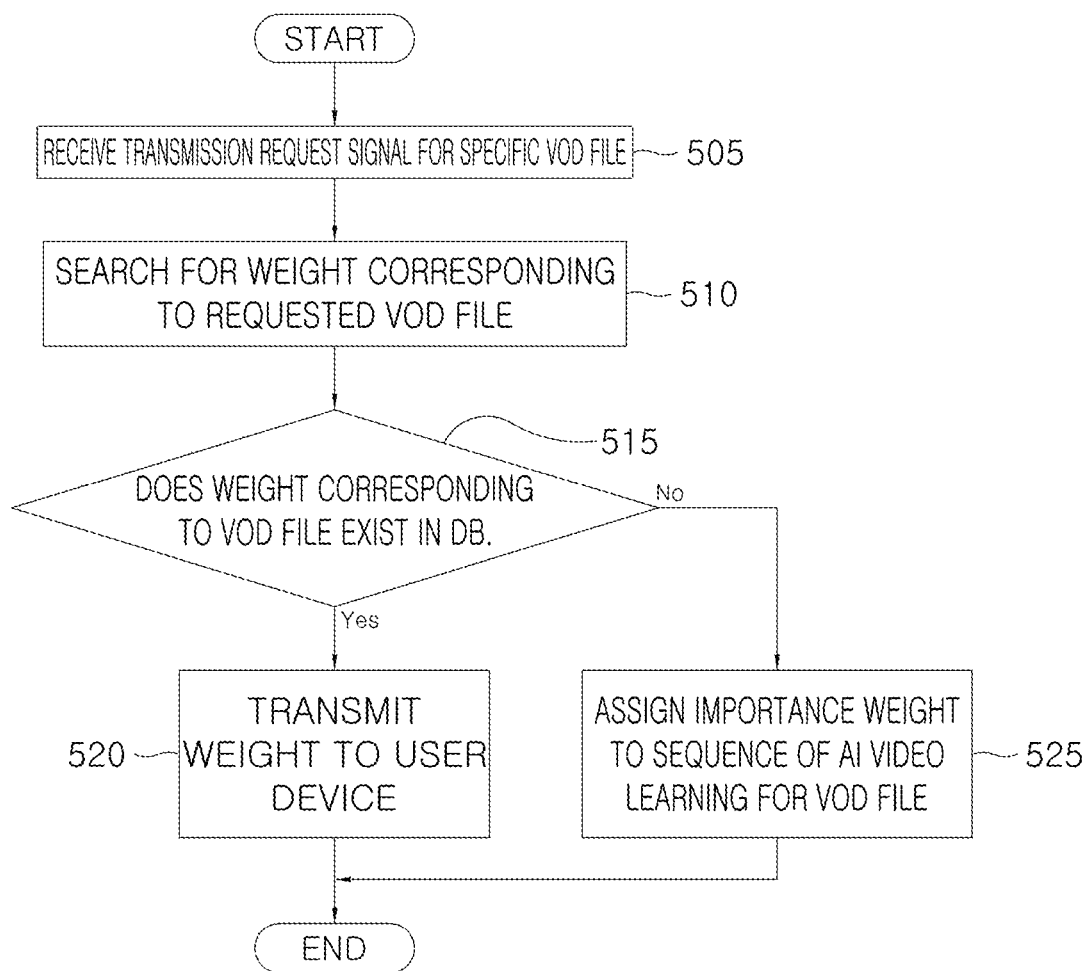 START
RECEIVE TRANSMISSION REQUEST SIGNAL FOR SPECIFIC VOD FILE
505
SEARCH FOR WEIGHT CORRESPONDING
TO REQUESTED VOD FILE
510
515
DOES WEIGHT CORRESPONDING
TO VOD FILE EXIST IN DB.
No
Yes
TRANSMIT
WEIGHT TO USER
DEVICE
520
ASSIGN IMPORTANCE WEIGHT
TO SEQUENCE OF AI VIDEO
LEARNING FOR VOD FILE
525
END